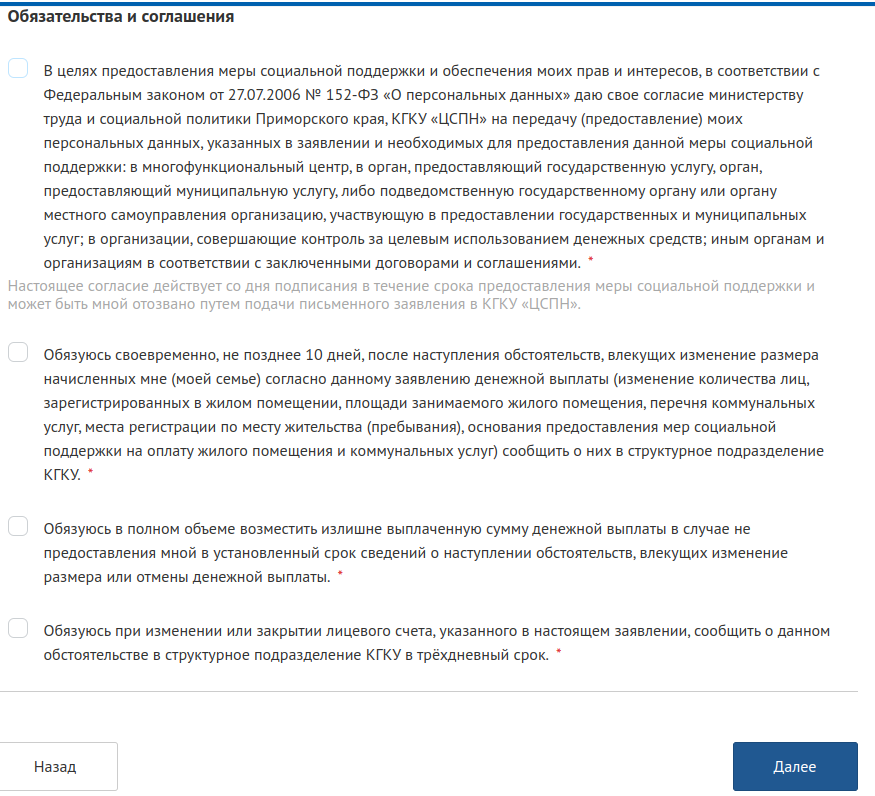 Обязательства и соглашения
В целях предоставления меры социальной поддержки и обеспечения моих прав и интересов, в соответствии с
Федеральным законом от 27.07.2006 № 152-ФЗ «О персональных данных» даю свое согласие министерству
труда и социальной политики Приморского края, КГКУ «ЦСПН» на передачу (предоставление) моих
персональных данных, указанных в заявлении и необходимых для предоставления данной меры социальной
поддержки: в многофункциональный центр, в орган, предоставляющий государственную услугу, орган,
предоставляющий муниципальную услугу, либо подведомственную государственному органу или органу
местного самоуправления организацию, участвующую в предоставлении государственных и муниципальных
услуг; в организации, совершающие контроль за целевым использованием денежных средств; иным органам и
организациям в соответствии с заключенными договорами и соглашениями. *
Настоящее согласие действует со дня подписания в течение срока предоставления меры социальной поддержки и
может быть мной отозвано путем подачи письменного заявления в КГКУ «ЦСПН».
Обязуюсь своевременно, не позднее 10 дней, после наступления обстоятельств, влекущих изменение размера
начисленных мне (моей семье) согласно данному заявлению денежной выплаты (изменение количества лиц,
зарегистрированных в жилом помещении, площади занимаемого жилого помещения, перечня коммунальных
услуг, места регистрации по месту жительства (пребывания), основания предоставления мер социальной
поддержки на оплату жилого помещения и коммунальных услуг) сообщить о них в структурное подразделение
КГКУ. *
Обязуюсь в полном объеме возместить излишне выплаченную сумму денежной выплаты в случае не
предоставления мной в установленный срок сведений о наступлении обстоятельств, влекущих изменение
размера или отмены денежной выплаты. *
Обязуюсь при изменении или закрытии лицевого счета, указанного в настоящем заявлении, сообщить о данном
обстоятельстве в структурное подразделение КГКУ в трёхдневный срок. *
Назад
Далее